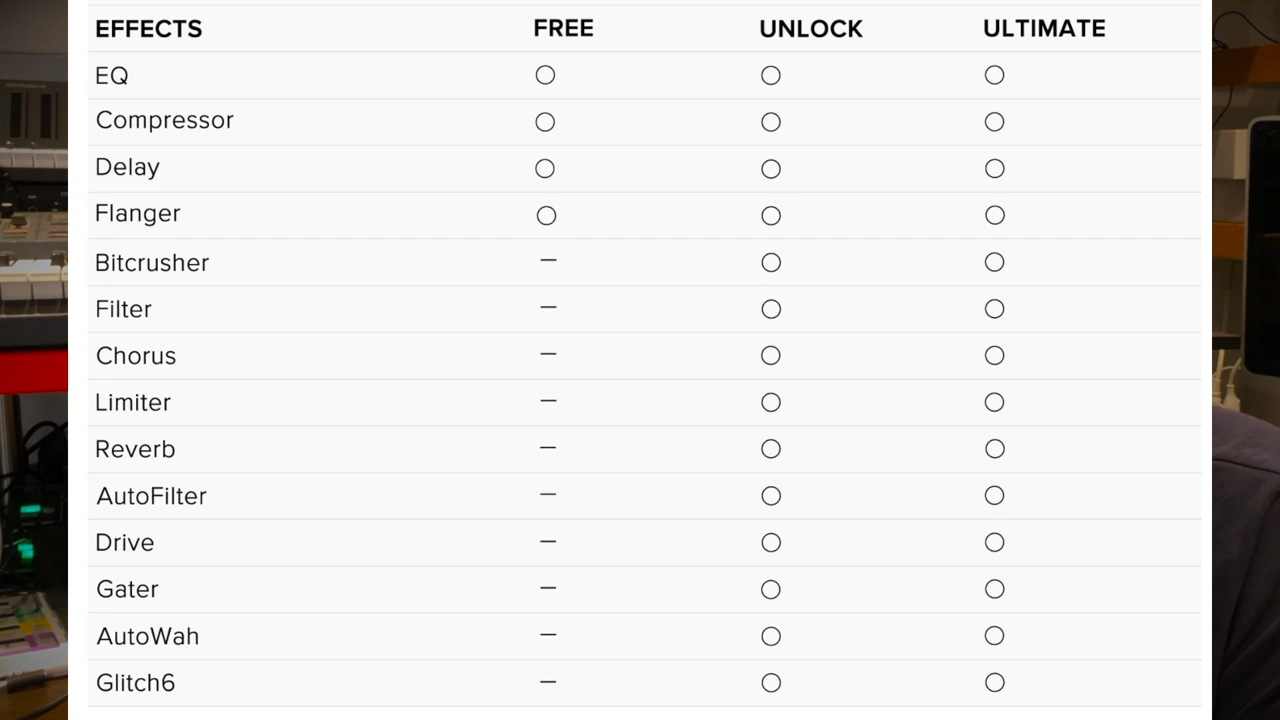 EFFECTS FREE UNLOCK ULTIMATE
EQ ○ ○ ○
Compressor ○ ○ ○
Delay ○ ○ ○
Flanger ○ ○ ○
Bitcrusher — ○ ○
Filter — ○ ○
Chorus — ○ ○
Limiter — ○ ○
Reverb — ○ ○
AutoFilter — ○ ○
Drive — ○ ○
Gater — ○ ○
AutoWah — ○ ○
Glitch6 — ○ ○